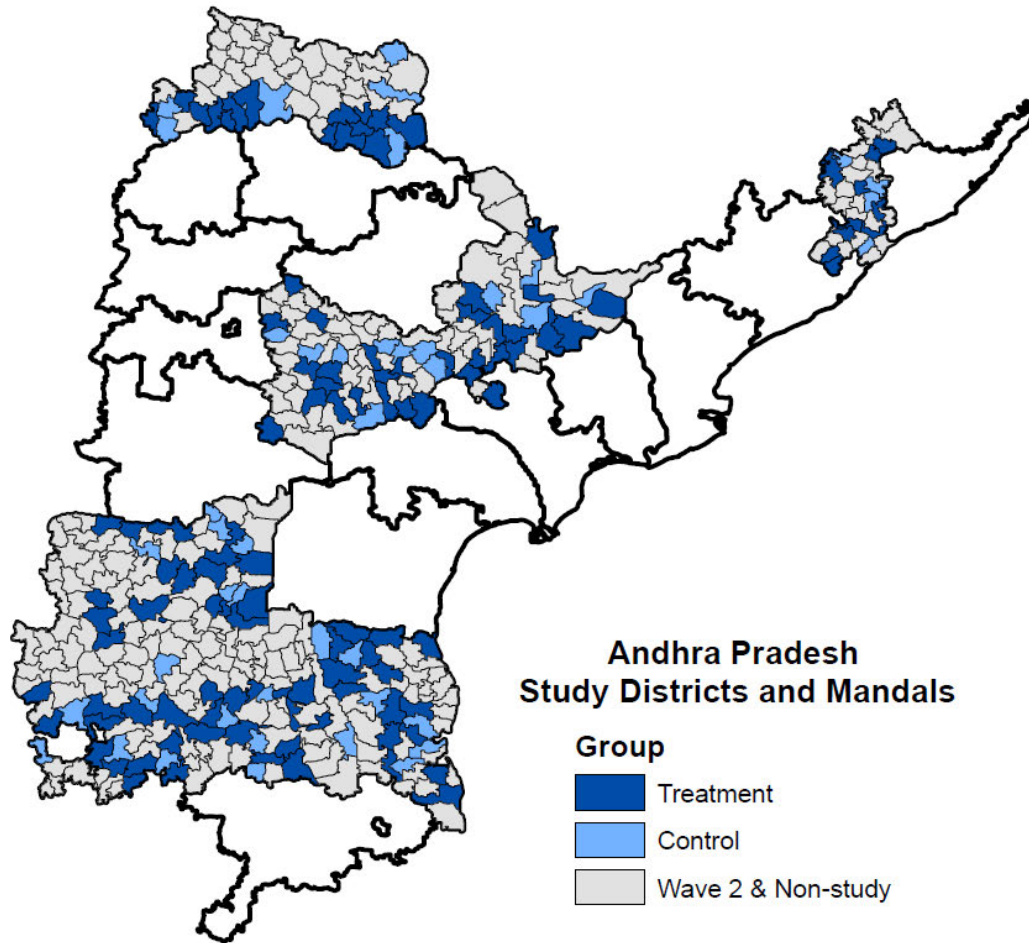 Andhra Pradesh
Study Districts and Mandals
Group
Treatment
Control
Wave 2 & Non-study